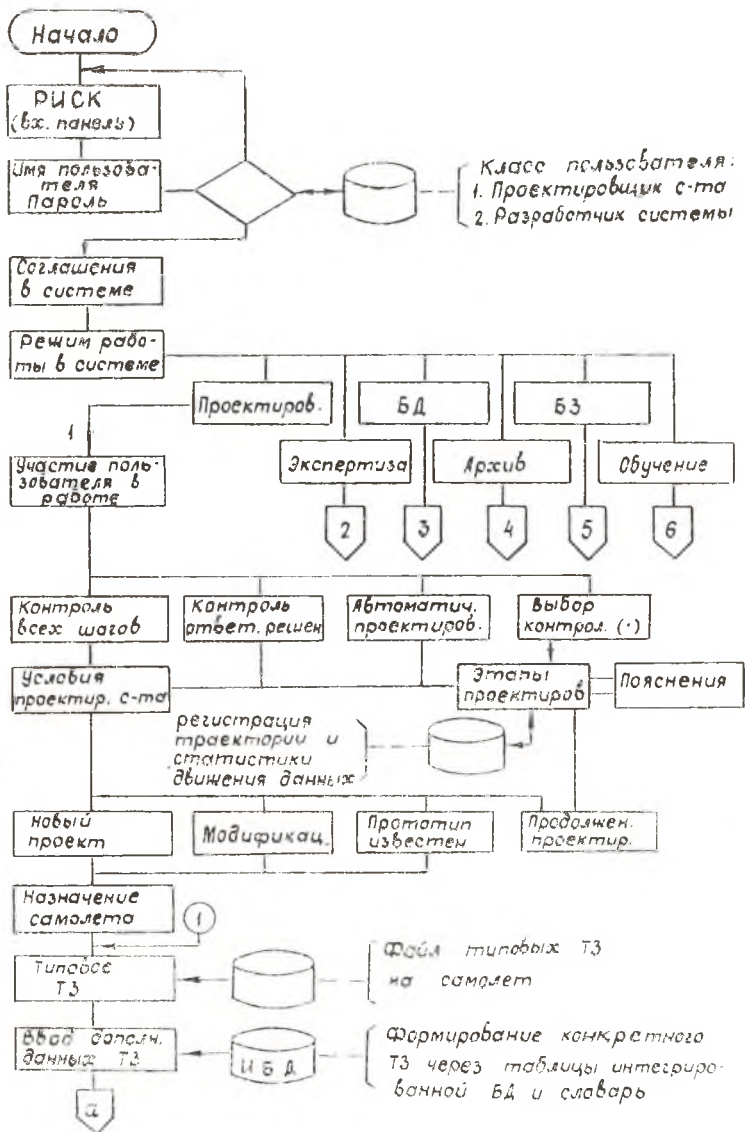 Начало
РИСК
(вх. панель)
Имя пользова-
теля
Пароль
Класс пользователя:
1. Проектировщик с-та
2. Разработчик системы
Соглашения
в системе
Режим рабо-
ты в системе
Проектиров.
БД
БЗ
1
Участие поль-
зователя в
работе
Экспертиза
Архив
Обучение
2
3
4
5
6
Контроль
всех шагов
Контроль
ответ. решен
Автоматич.
проектиров.
Выбор
контрол. (·)
Условия
проектир. с-та
Этапы
проектиров
Пояснения
регистрация
траектории и
статистики
движения данных
Новый
проект
Модификац.
Прототип
известен
Продолжен.
проектир.
Назначение
самолета
1
Типовое
ТЗ
Файл типовых ТЗ
на самолет
Ввод дополн.
данных ТЗ
ИБД
Формирование конкретного
ТЗ через таблицы интегриро-
ванной БД и словарь
а